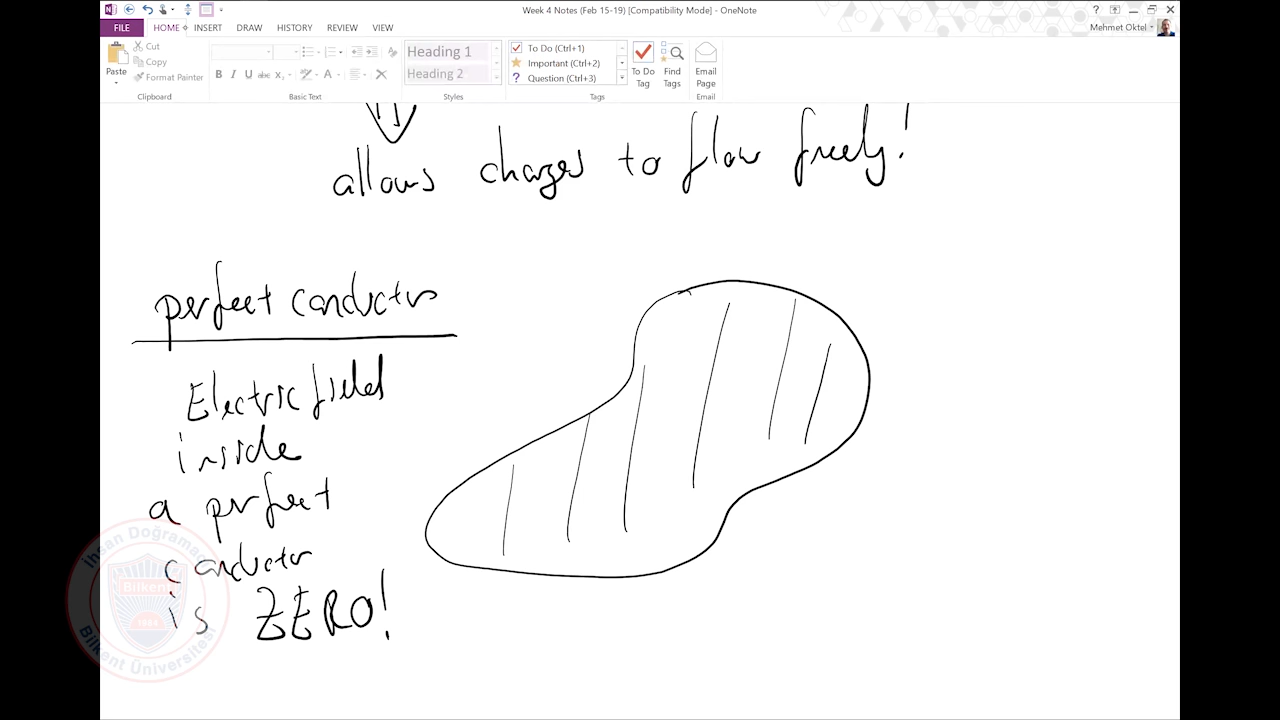 Week 4 Notes (Feb 15-19) [Compatibility Mode] - OneNote
FILE HOME INSERT DRAW HISTORY REVIEW VIEW
Mehmet Oktel
Paste
Cut
Copy
Format Painter
Clipboard
B I U abc X₂ A
Basic Text
Heading 1
Heading 2
Styles
To Do (Ctrl+1)
Important (Ctrl+2)
Question (Ctrl+3)
To Do Tag
Find Tags
Tags
Email Page
Email
allows charges to flow freely!
perfect conductor
Electric field
inside
a perfect
conductor
is ZERO!
İhsan Doğramacı
Bilkent
Bilkent Üniversitesi